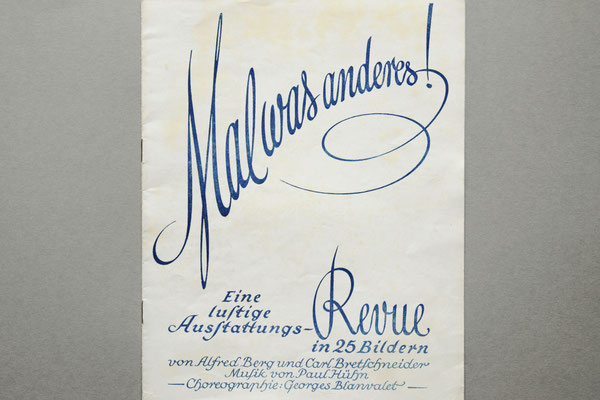 Mal was anderes!
Eine
luſtige
Ausſtattungs-Revue
in 25 Bildern
von Alfred Berg und Carl Bretſchneider
Muſik von Paul Hühn
— Choreographie: Georges Blanvalet —